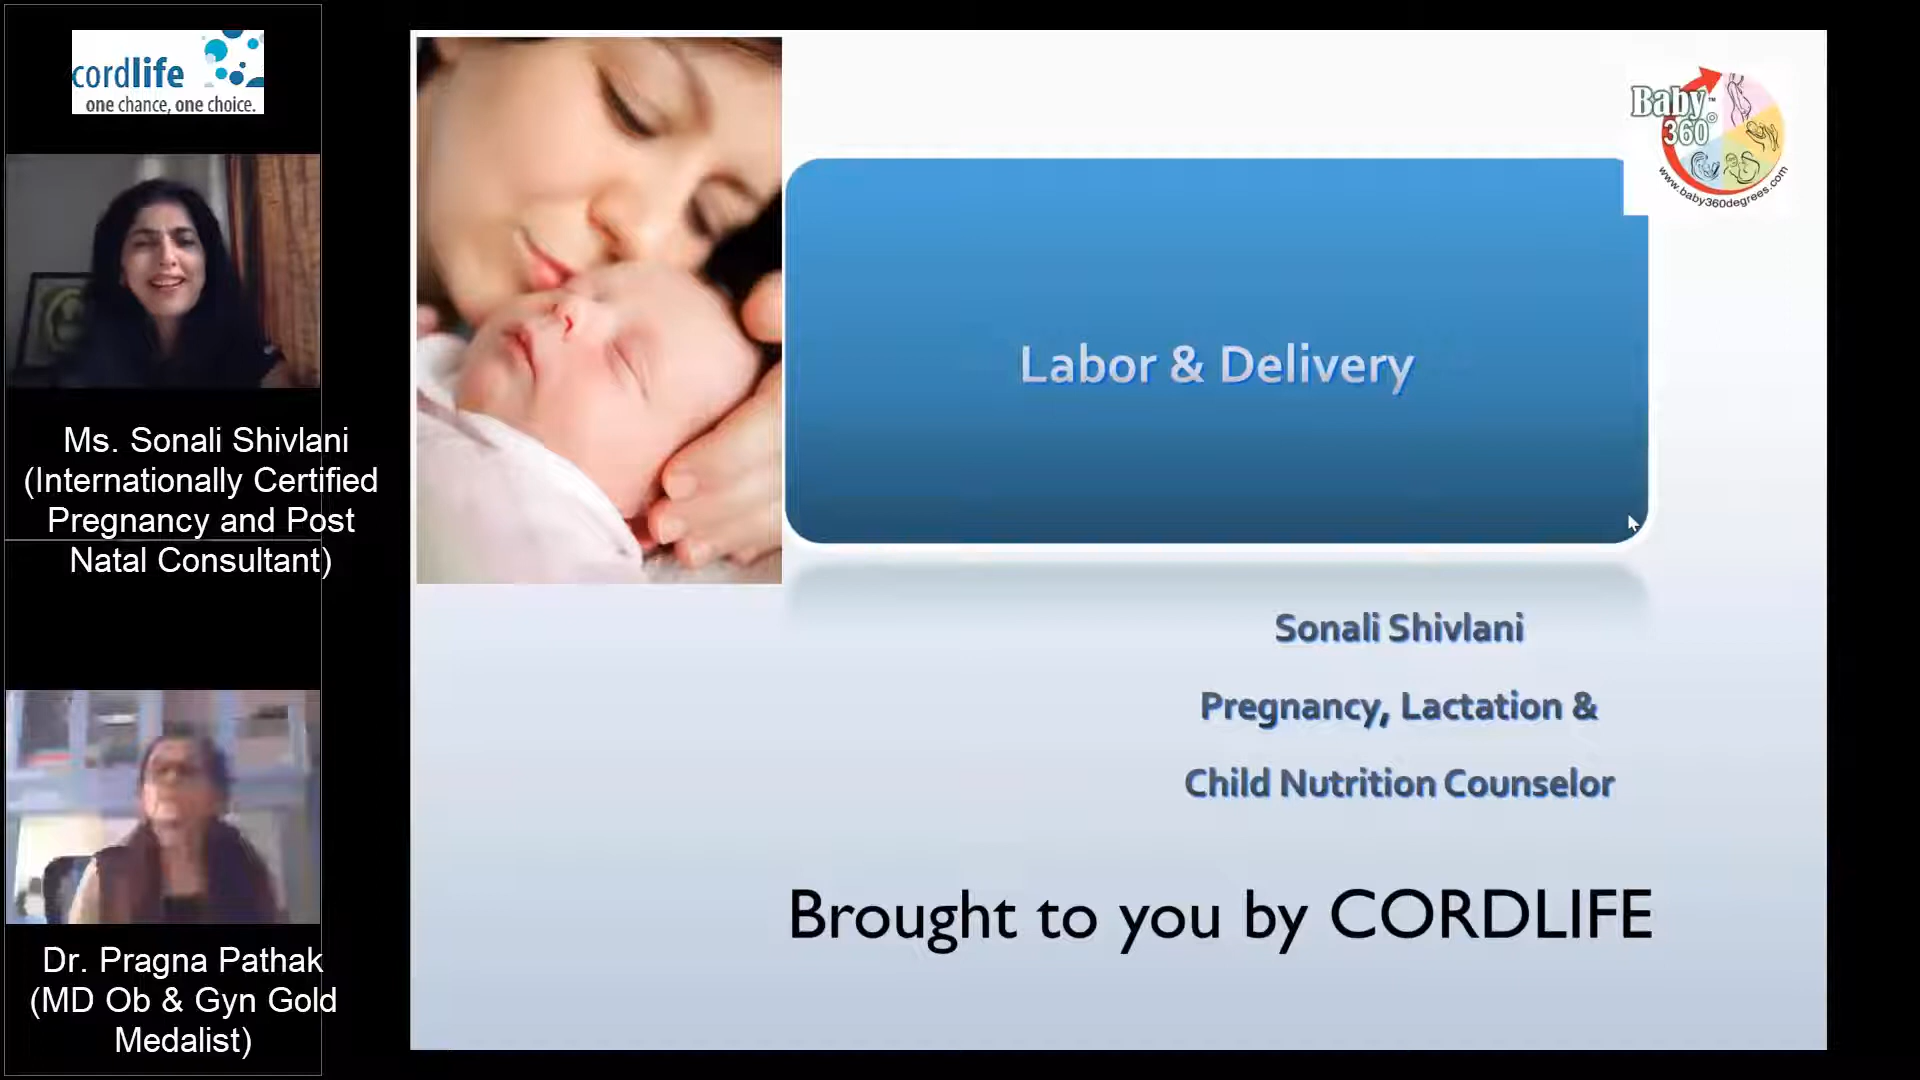 cordlife
one chance, one choice.
Ms. Sonali Shivlani
(Internationally Certified
Pregnancy and Post
Natal Consultant)
Dr. Pragna Pathak
(MD Ob & Gyn Gold
Medalist)
Baby™
360°
www.baby360degrees.com
Labor & Delivery
Sonali Shivlani
Pregnancy, Lactation &
Child Nutrition Counselor
Brought to you by CORDLIFE